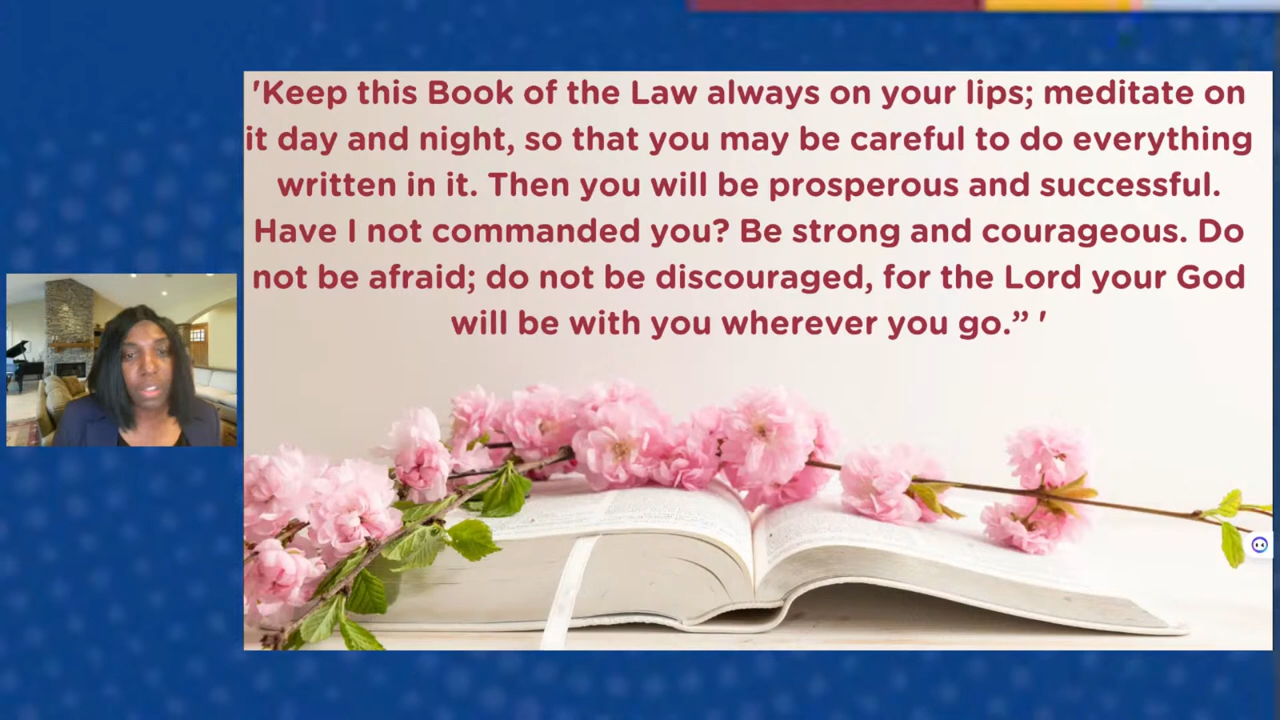 'Keep this Book of the Law always on your lips; meditate on
it day and night, so that you may be careful to do everything
written in it. Then you will be prosperous and successful.
Have I not commanded you? Be strong and courageous. Do
not be afraid; do not be discouraged, for the Lord your God
will be with you wherever you go.” '